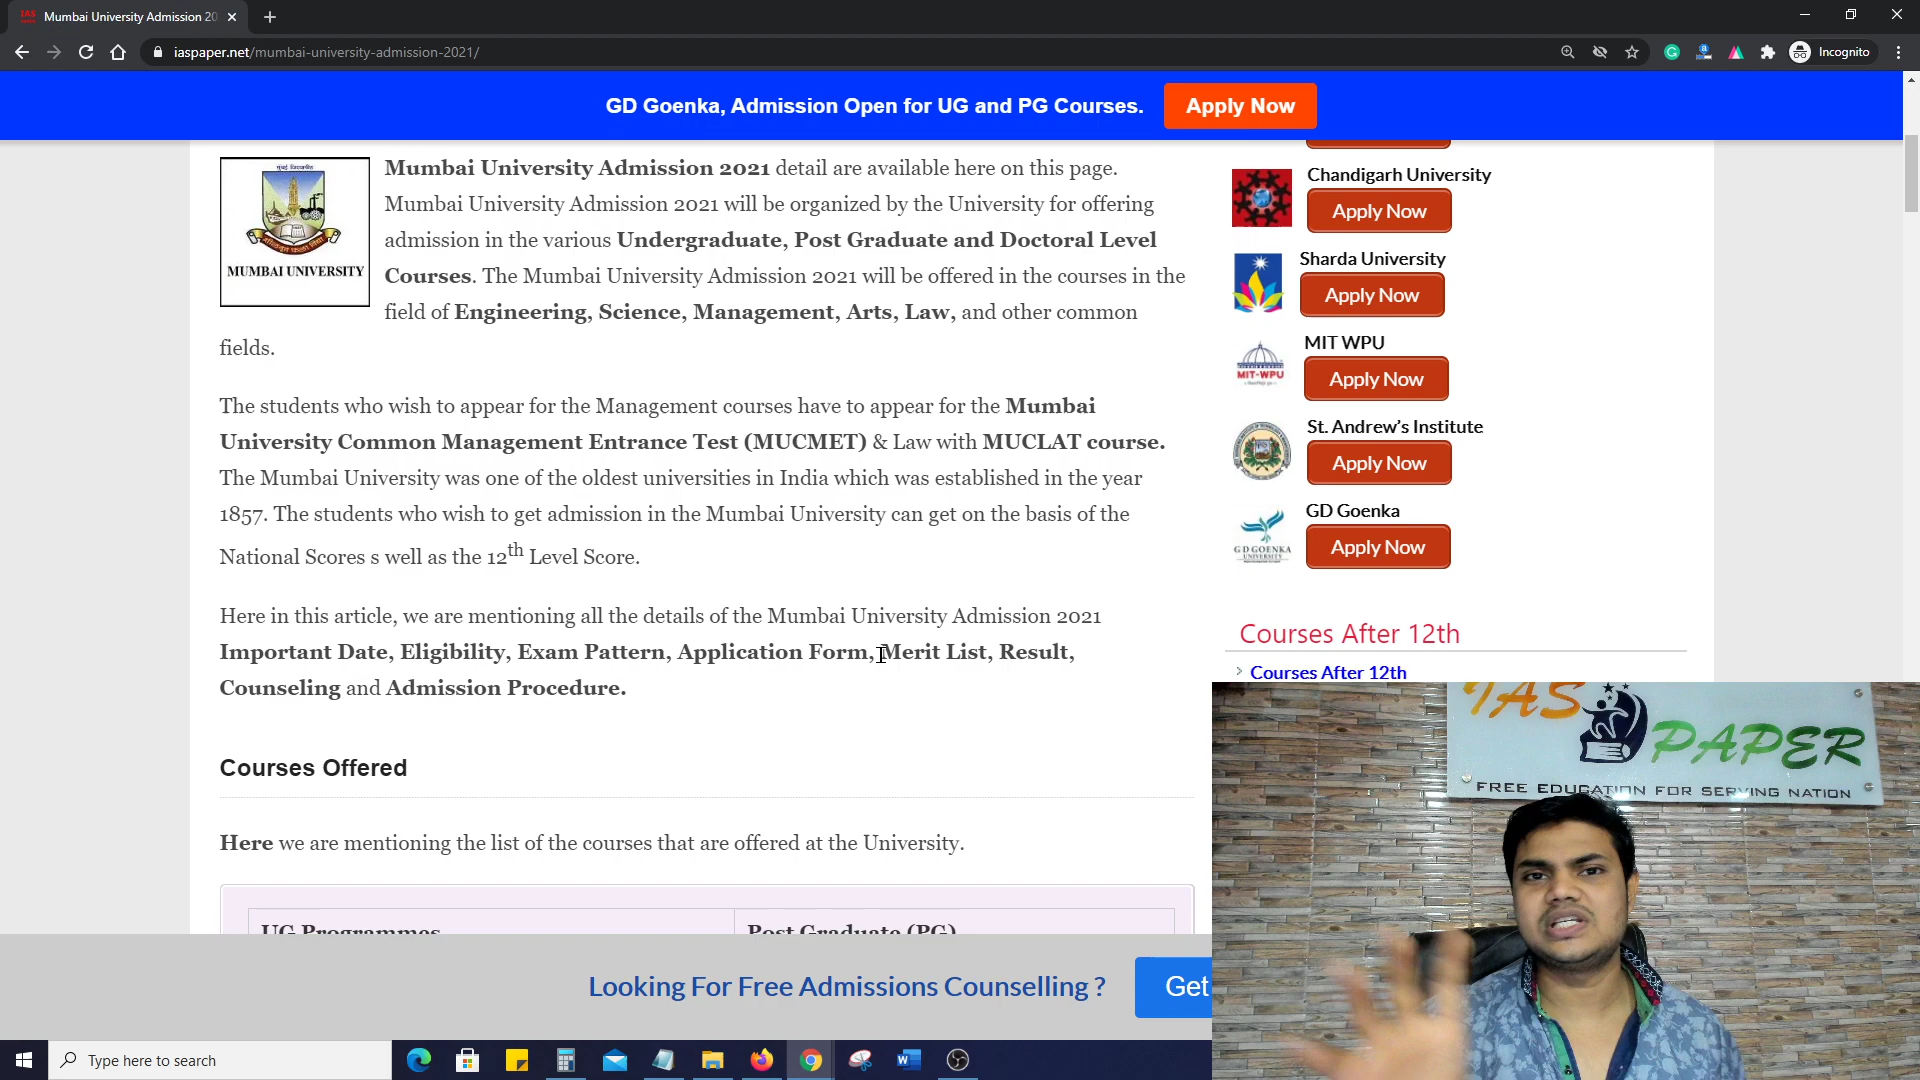 Mumbai University Admission 20
iaspaper.net/mumbai-university-admission-2021/
Incognito
GD Goenka, Admission Open for UG and PG Courses.
Apply Now
MUMBAI UNIVERSITY
Mumbai University Admission 2021 detail are available here on this page.
Mumbai University Admission 2021 will be organized by the University for offering
admission in the various Undergraduate, Post Graduate and Doctoral Level
Courses. The Mumbai University Admission 2021 will be offered in the courses in the
field of Engineering, Science, Management, Arts, Law, and other common
fields.
The students who wish to appear for the Management courses have to appear for the Mumbai
University Common Management Entrance Test (MUCMET) & Law with MUCLAT course.
The Mumbai University was one of the oldest universities in India which was established in the year
1857. The students who wish to get admission in the Mumbai University can get on the basis of the
National Scores s well as the 12th Level Score.
Here in this article, we are mentioning all the details of the Mumbai University Admission 2021
Important Date, Eligibility, Exam Pattern, Application Form, Merit List, Result,
Counseling and Admission Procedure.
Courses Offered
Here we are mentioning the list of the courses that are offered at the University.
UG Programmes
Post Graduate (PG)
Chandigarh University
Apply Now
Sharda University
Apply Now
MIT-WPU
MIT WPU
Apply Now
St. Andrew's Institute
Apply Now
GD GOENKA
UNIVERSITY
GD Goenka
Apply Now
Courses After 12th
Courses After 12th
IAS
PAPER
FREE EDUCATION FOR SERVING NATION
Looking For Free Admissions Counselling ?
Get
Type here to search